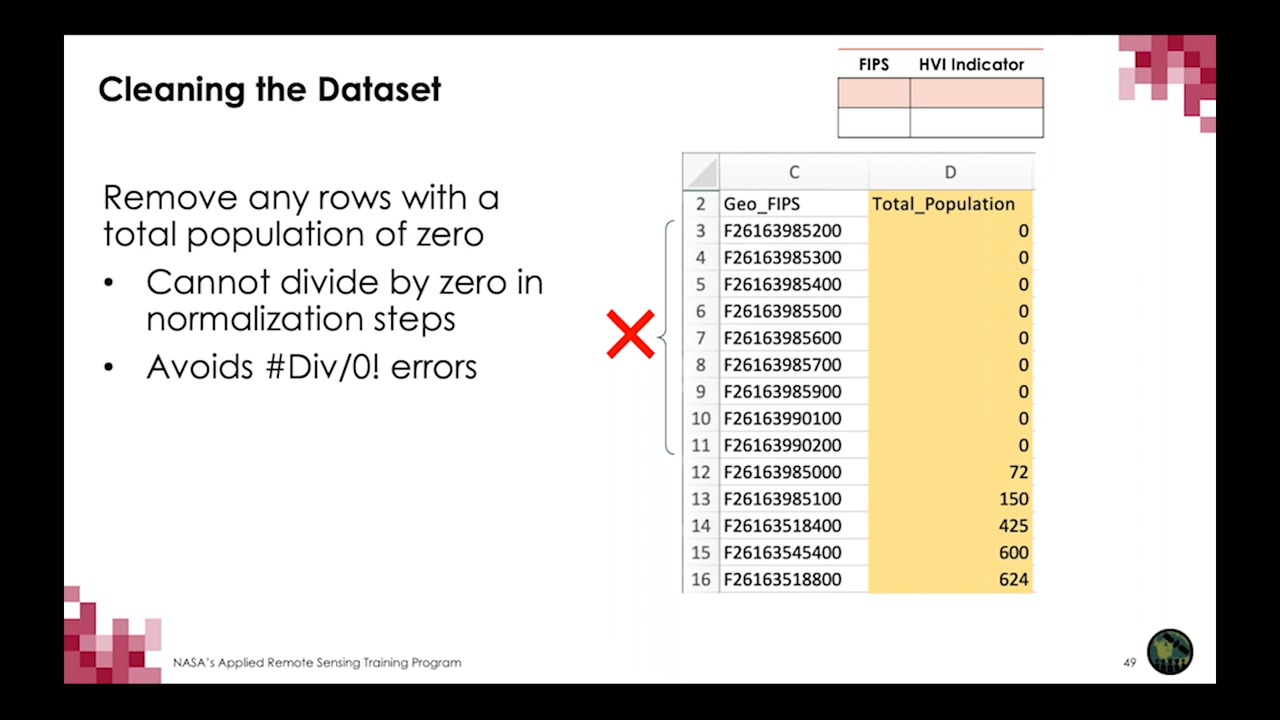 Cleaning the Dataset
FIPS HVI Indicator
Remove any rows with a
total population of zero
• Cannot divide by zero in
normalization steps
• Avoids #Div/0! errors
C D
2 Geo_FIPS Total_Population
3 F26163985200 0
4 F26163985300 0
5 F26163985400 0
6 F26163985500 0
7 F26163985600 0
8 F26163985700 0
9 F26163985900 0
10 F26163990100 0
11 F26163990200 0
12 F26163985000 72
13 F26163985100 150
14 F26163518400 425
15 F26163545400 600
16 F26163518800 624
NASA's Applied Remote Sensing Training Program
49